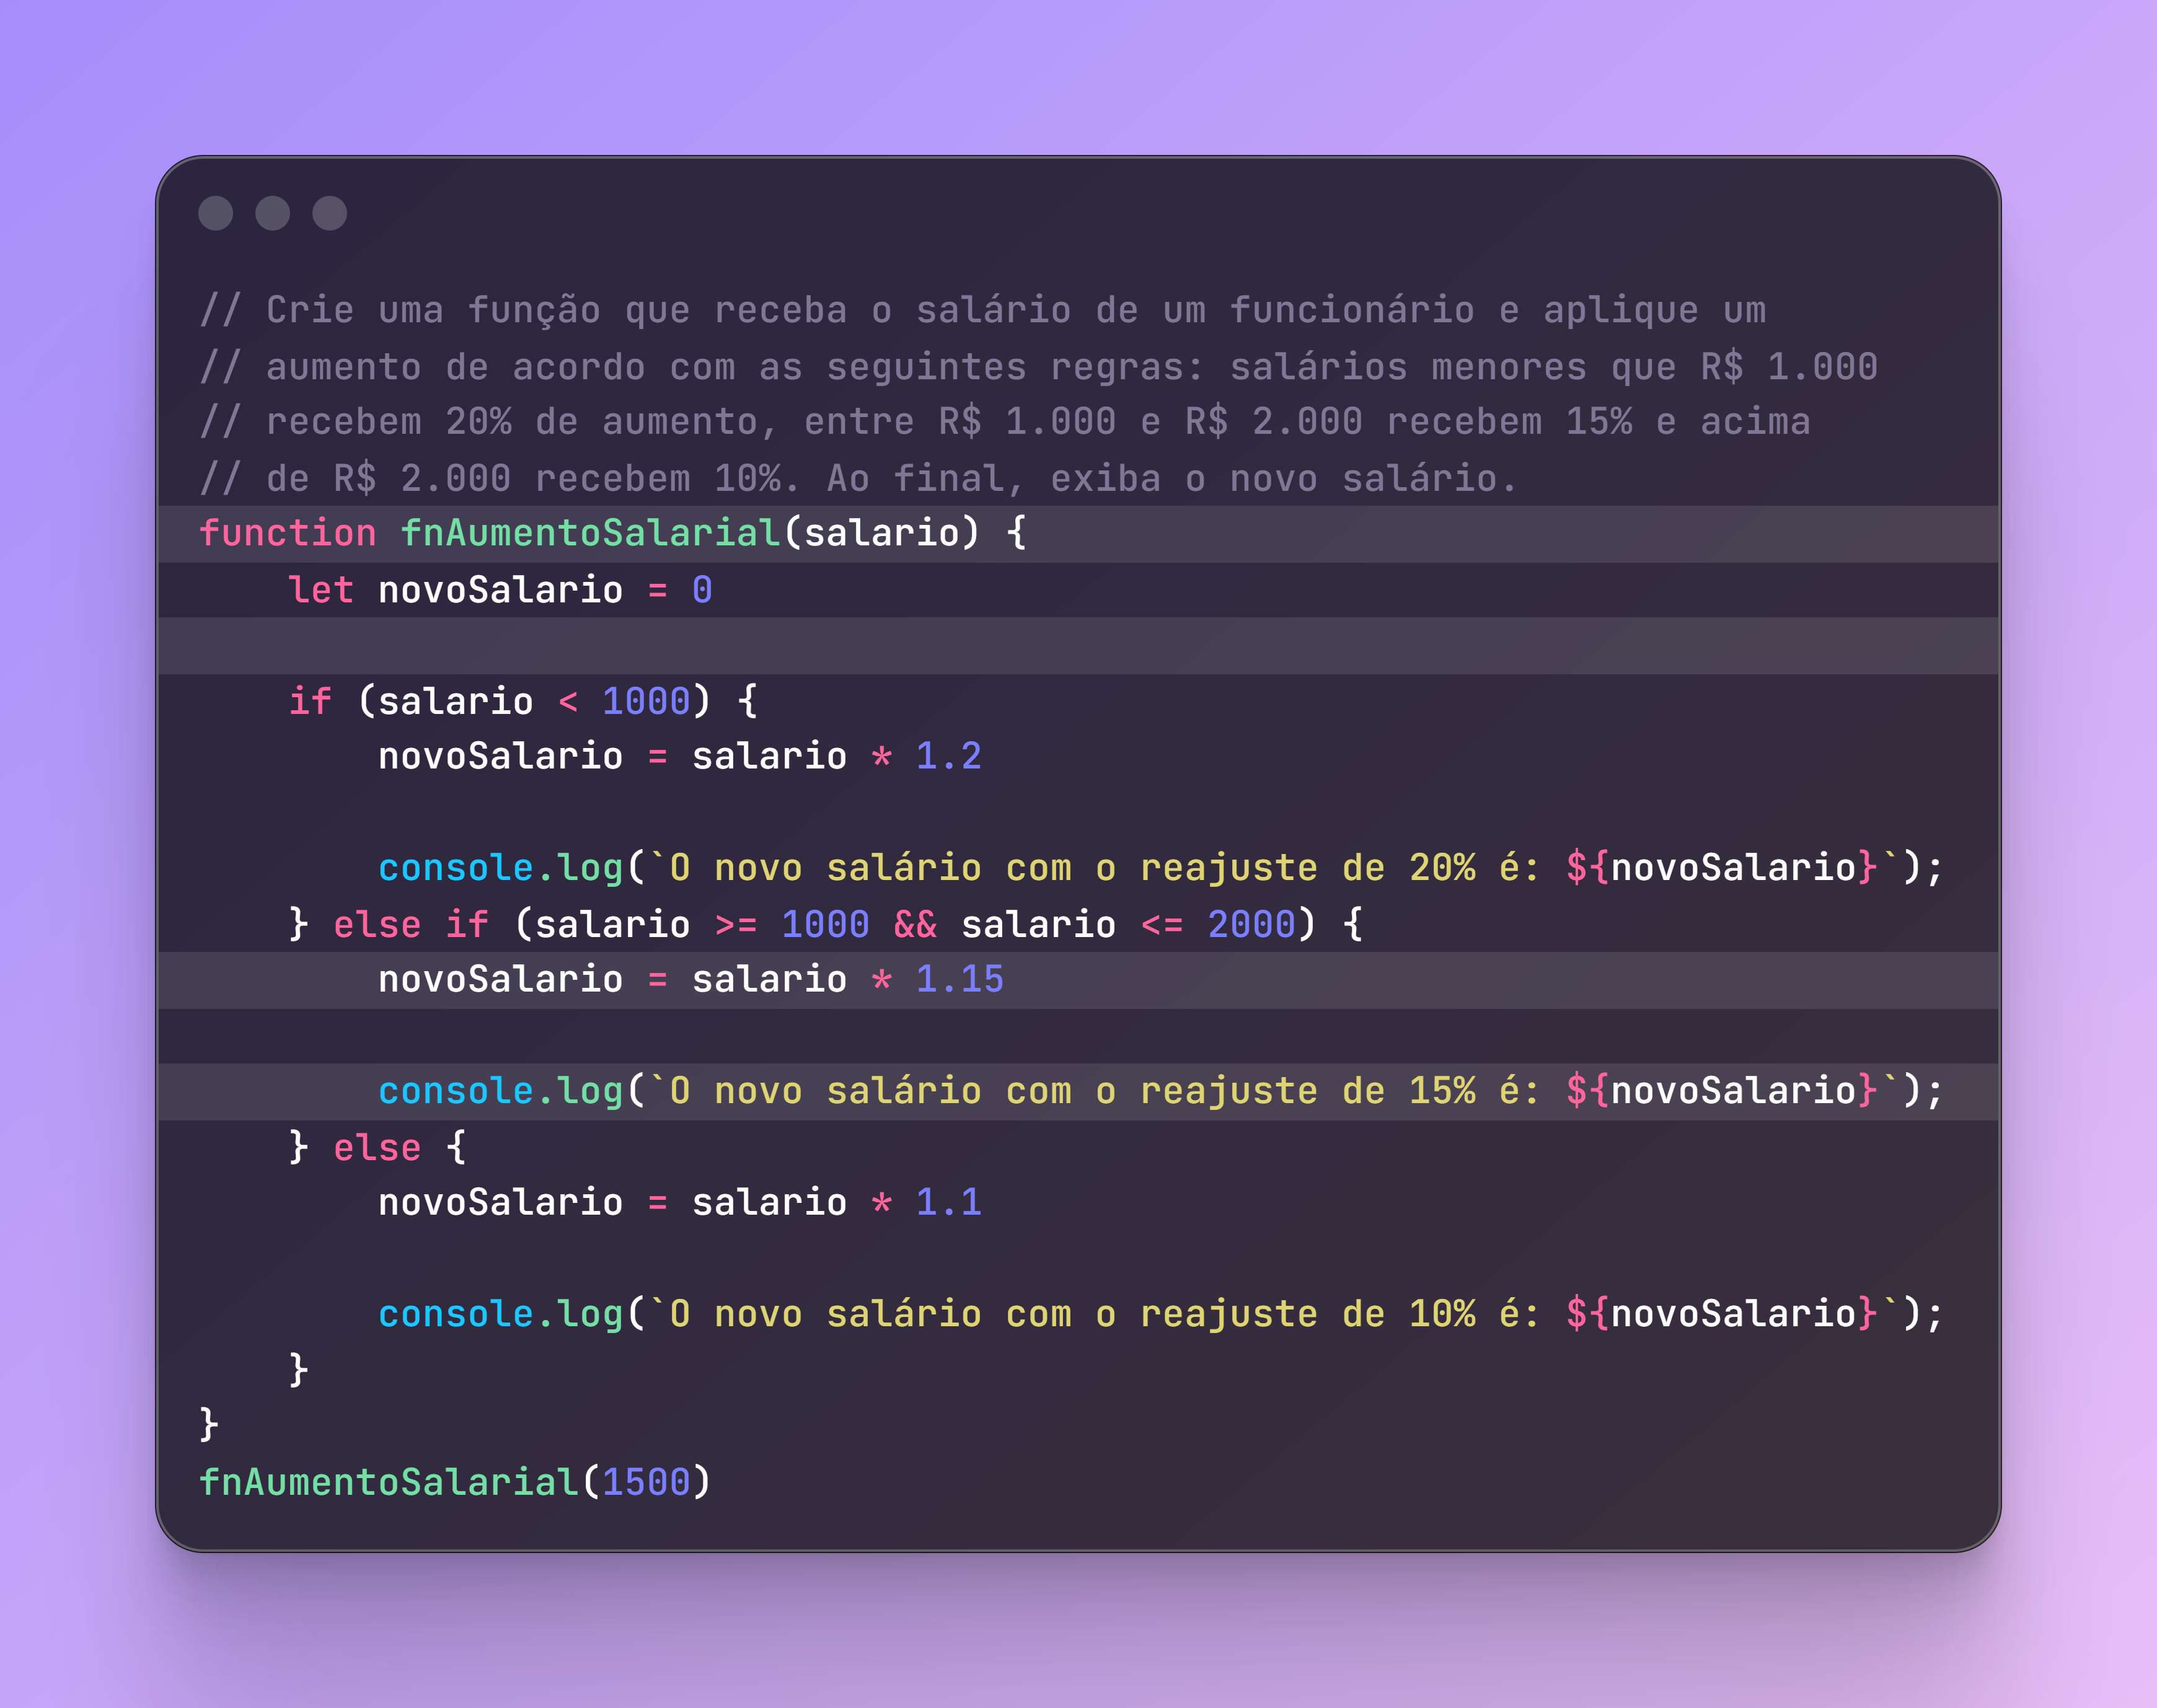 // Crie uma função que receba o salário de um funcionário e aplique um
// aumento de acordo com as seguintes regras: salários menores que R$ 1.000
// recebem 20% de aumento, entre R$ 1.000 e R$ 2.000 recebem 15% e acima
// de R$ 2.000 recebem 10%. Ao final, exiba o novo salário.
function fnAumentoSalarial(salario) {
    let novoSalario = 0

    if (salario < 1000) {
        novoSalario = salario * 1.2

        console.log(`O novo salário com o reajuste de 20% é: ${novoSalario}`);
    } else if (salario >= 1000 && salario <= 2000) {
        novoSalario = salario * 1.15

        console.log(`O novo salário com o reajuste de 15% é: ${novoSalario}`);
    } else {
        novoSalario = salario * 1.1

        console.log(`O novo salário com o reajuste de 10% é: ${novoSalario}`);
    }
}
fnAumentoSalarial(1500)